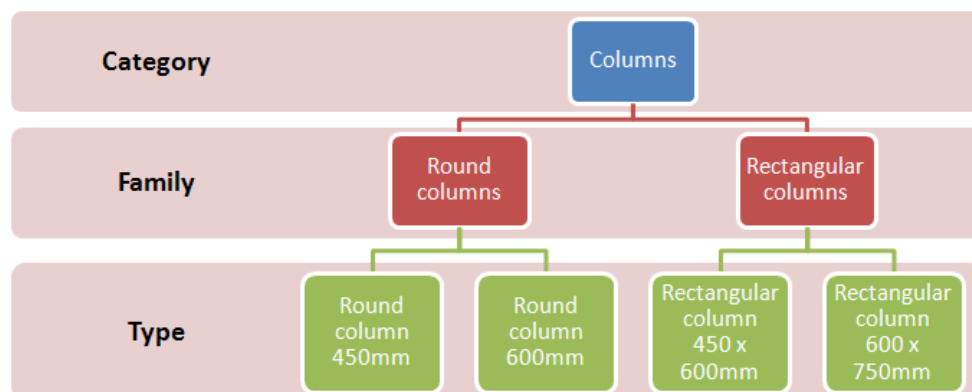 Category
Columns
Family
Round
columns
Rectangular
columns
Type
Round
column
450mm
Round
column
600mm
Rectangular
column
450 x
600mm
Rectangular
column
600 x
750mm